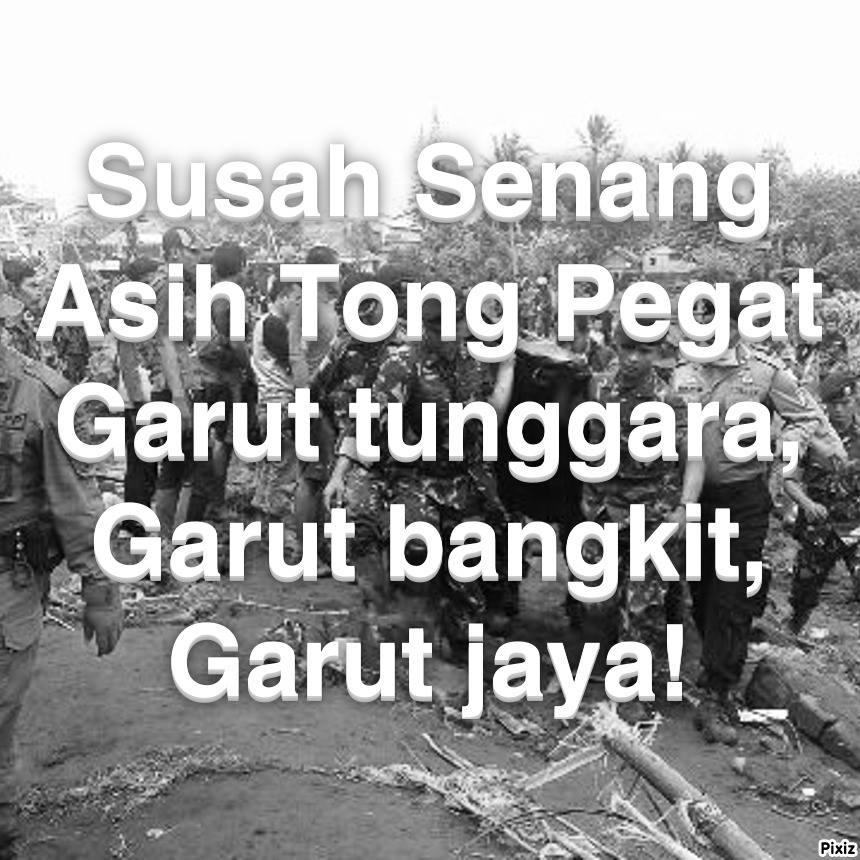 Susah Senang
Asih Tong Pegat
Garut tunggara,
Garut bangkit,
Garut jaya!
Pixiz